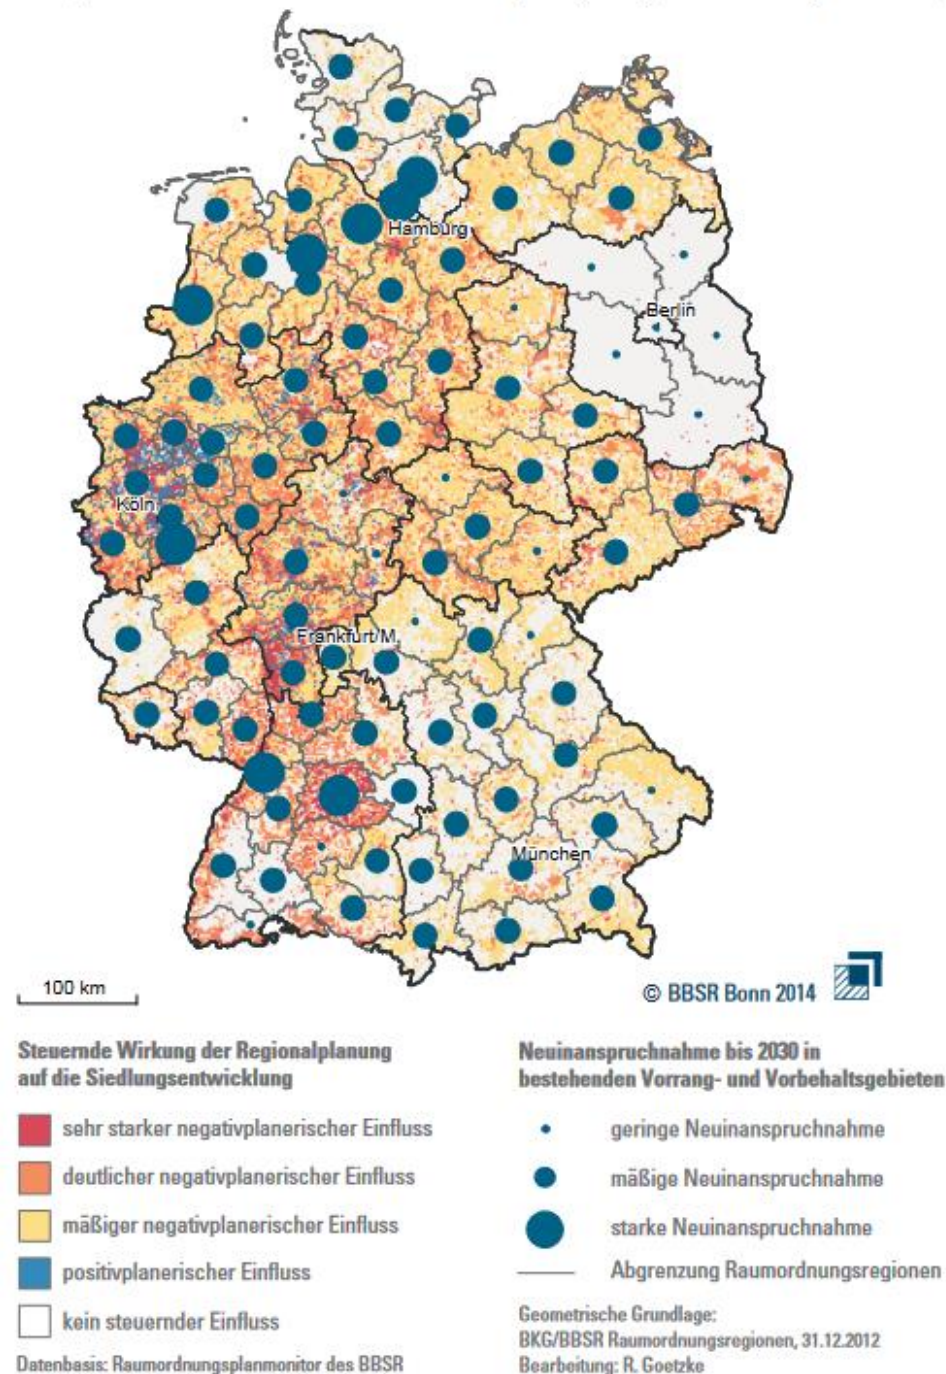 Hamburg
Berlin
Köln
Frankfurt/M.
München
100 km
© BBSR Bonn 2014
Steuernde Wirkung der Regionalplanung
auf die Siedlungsentwicklung
sehr starker negativplanerischer Einfluss
deutlicher negativplanerischer Einfluss
mäßiger negativplanerischer Einfluss
positivplanerischer Einfluss
kein steuernder Einfluss
Datenbasis: Raumordnungsplanmonitor des BBSR
Neuinanspruchnahme bis 2030 in
bestehenden Vorrang- und Vorbehaltsgebieten
geringe Neuinanspruchnahme
mäßige Neuinanspruchnahme
starke Neuinanspruchnahme
Abgrenzung Raumordnungsregionen
Geometrische Grundlage:
BKG/BBSR Raumordnungsregionen, 31.12.2012
Bearbeitung: R. Goetzke